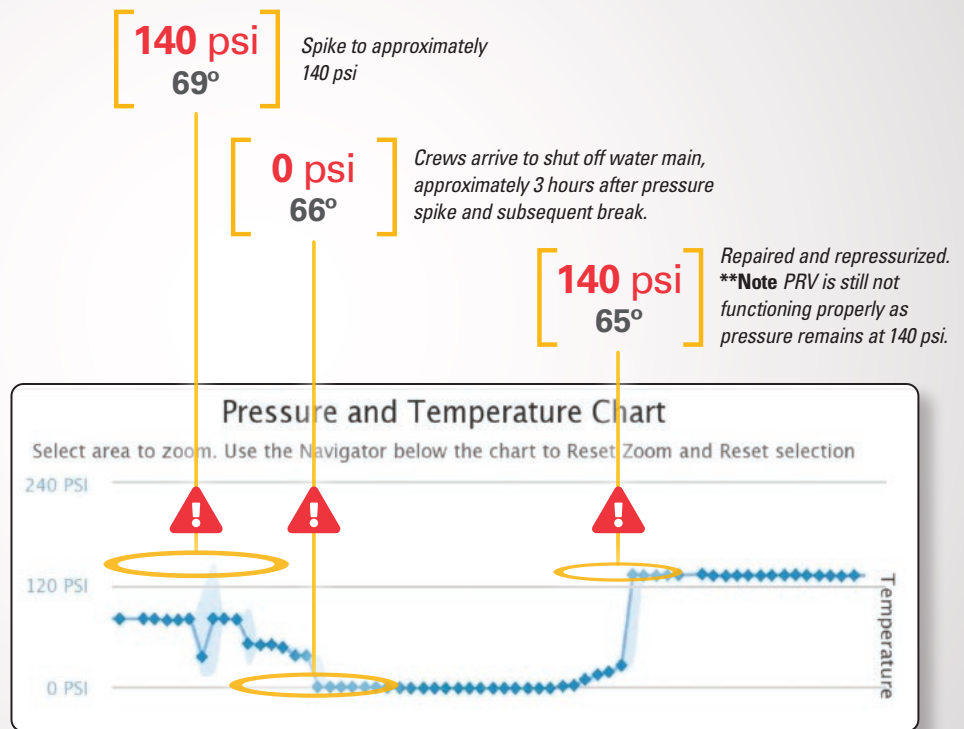 140 psi
69º
Spike to approximately
140 psi
0 psi
66º
Crews arrive to shut off water main,
approximately 3 hours after pressure
spike and subsequent break.
140 psi
65º
Repaired and repressurized.
**Note PRV is still not
functioning properly as
pressure remains at 140 psi.
Pressure and Temperature Chart
Select area to zoom. Use the Navigator below the chart to Reset Zoom and Reset selection
240 PSI
!
!
!
120 PSI
0 PSI
Temperature